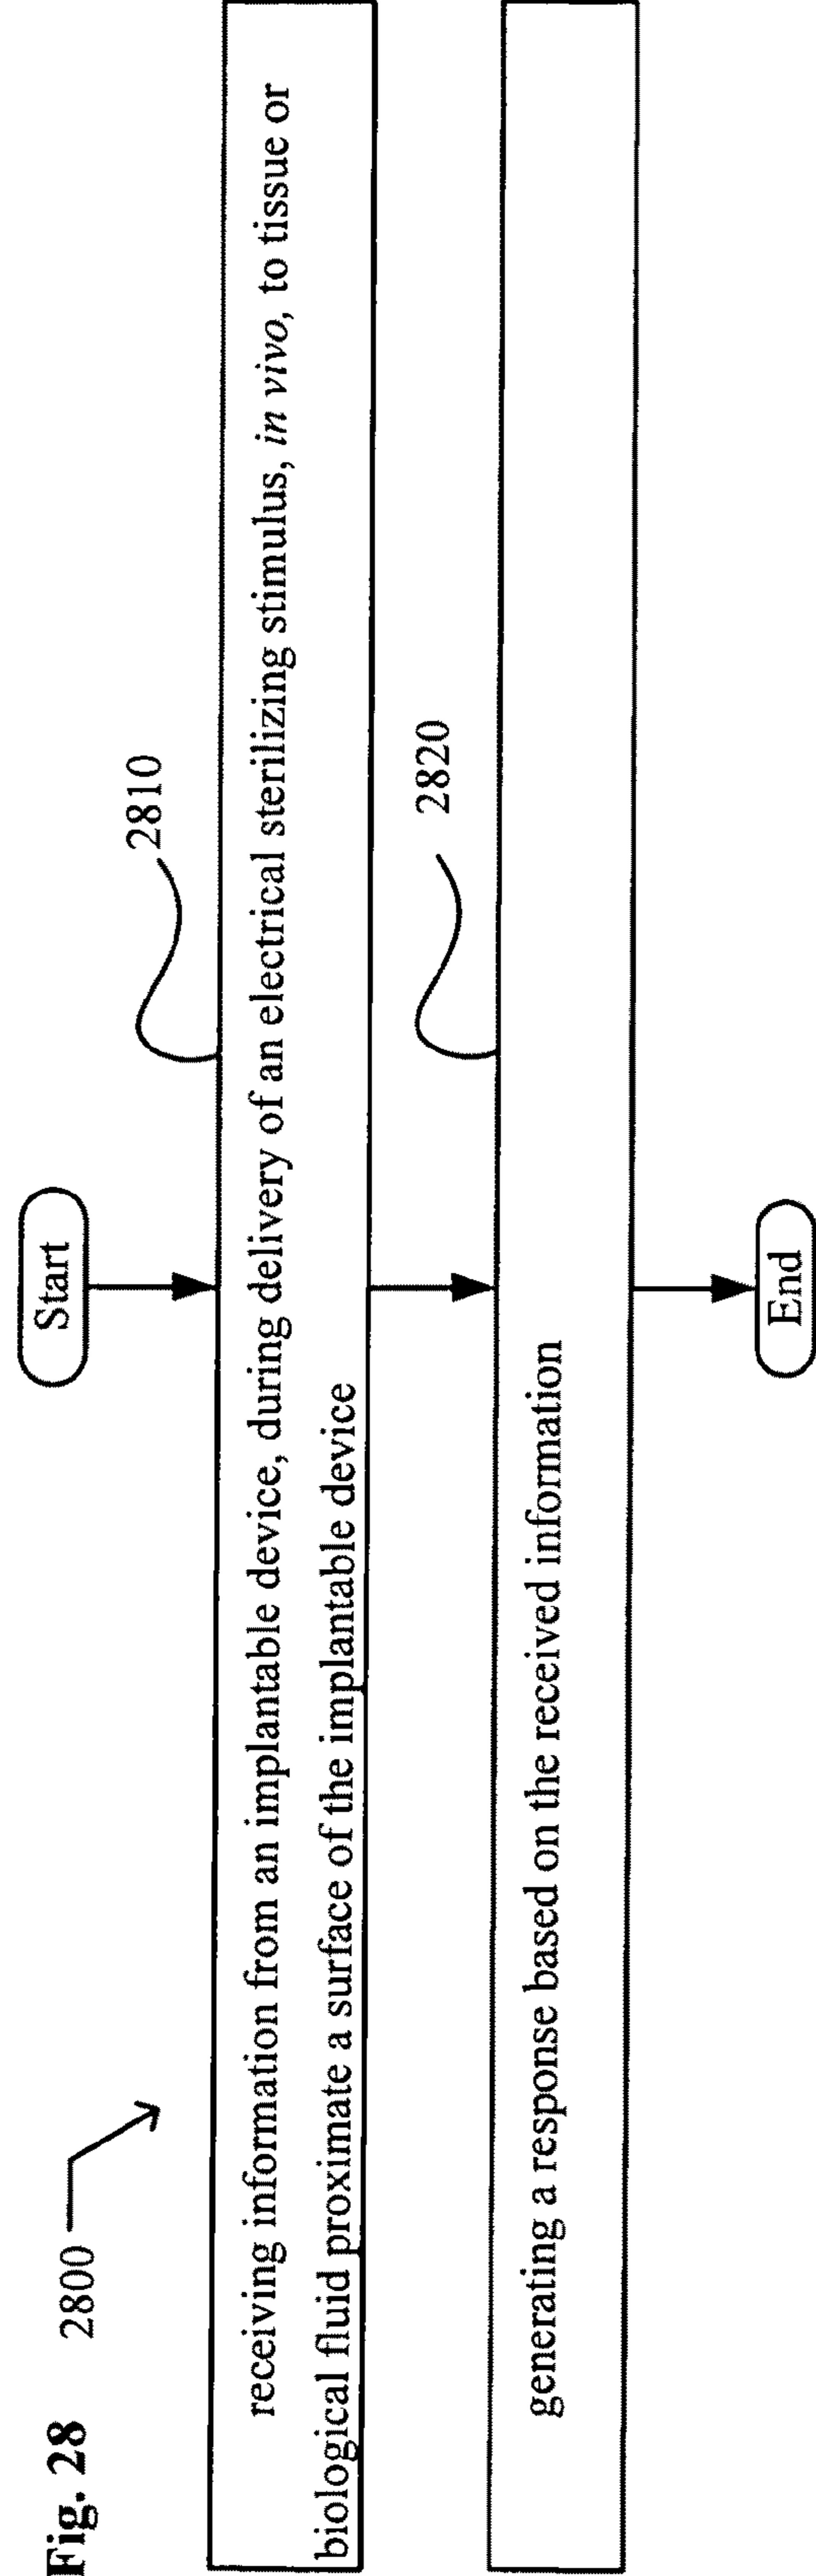 Fig. 28
2800
Start
2810
receiving information from an implantable device, during delivery of an electrical sterilizing stimulus, in vivo, to tissue or
biological fluid proximate a surface of the implantable device
2820
generating a response based on the received information
End